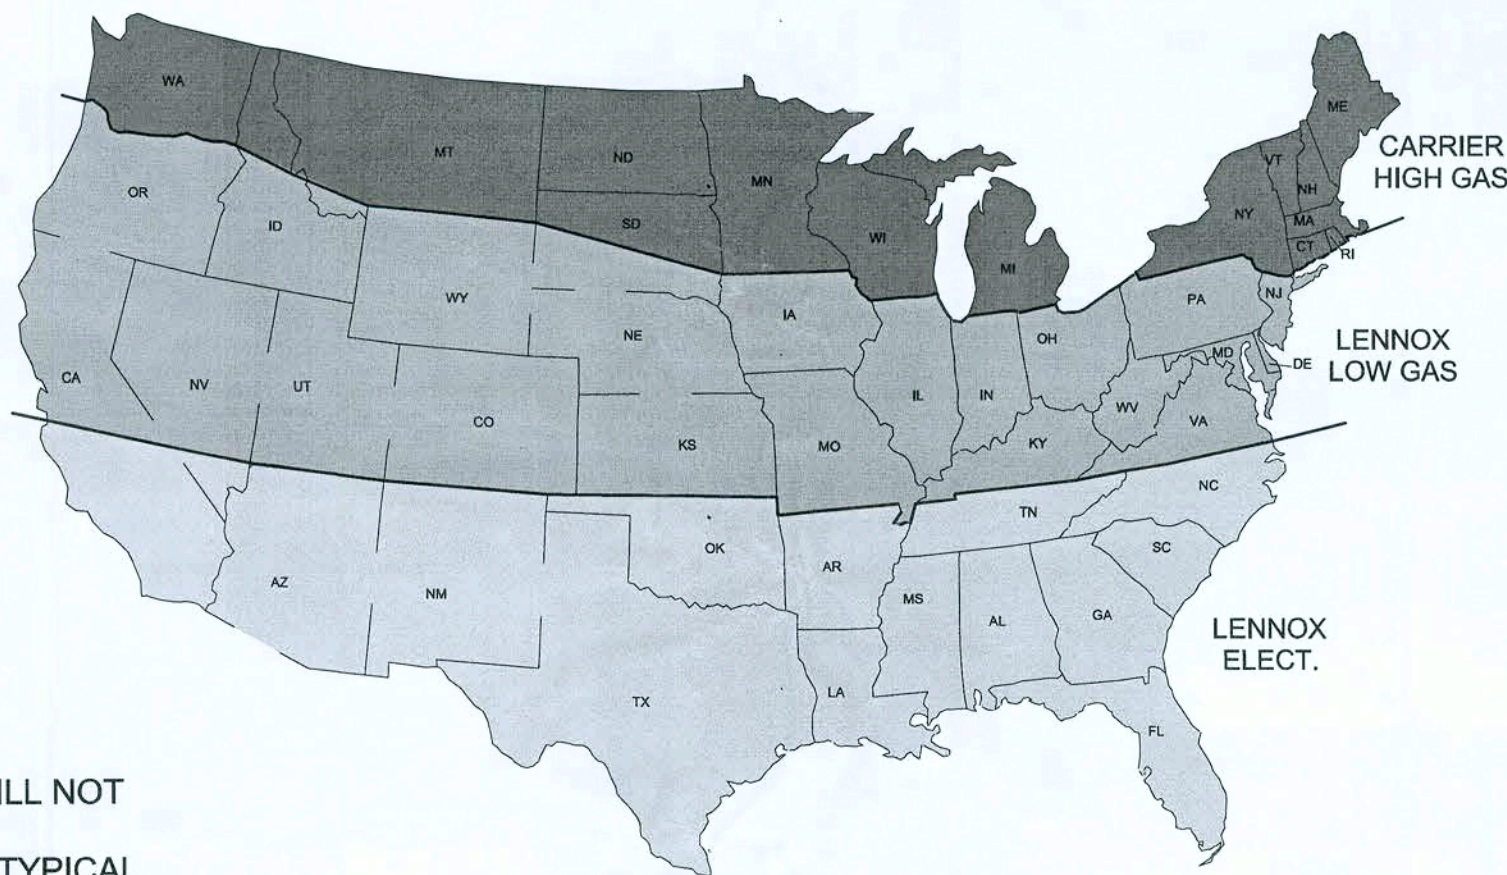 WA
MT
ND
MN
ME
VT
NH
CARRIER
HIGH GAS
OR
ID
SD
WI
MI
NY
MA
CT
RI
WY
NE
IA
OH
PA
NJ
LENNOX
LOW GAS
CA
NV
UT
CO
KS
MO
IL
IN
KY
WV
MD
DE
VA
AZ
NM
OK
AR
TN
NC
SC
MS
AL
GA
LENNOX
ELECT.
TX
LA
FL
ILL NOT
TYPICAL